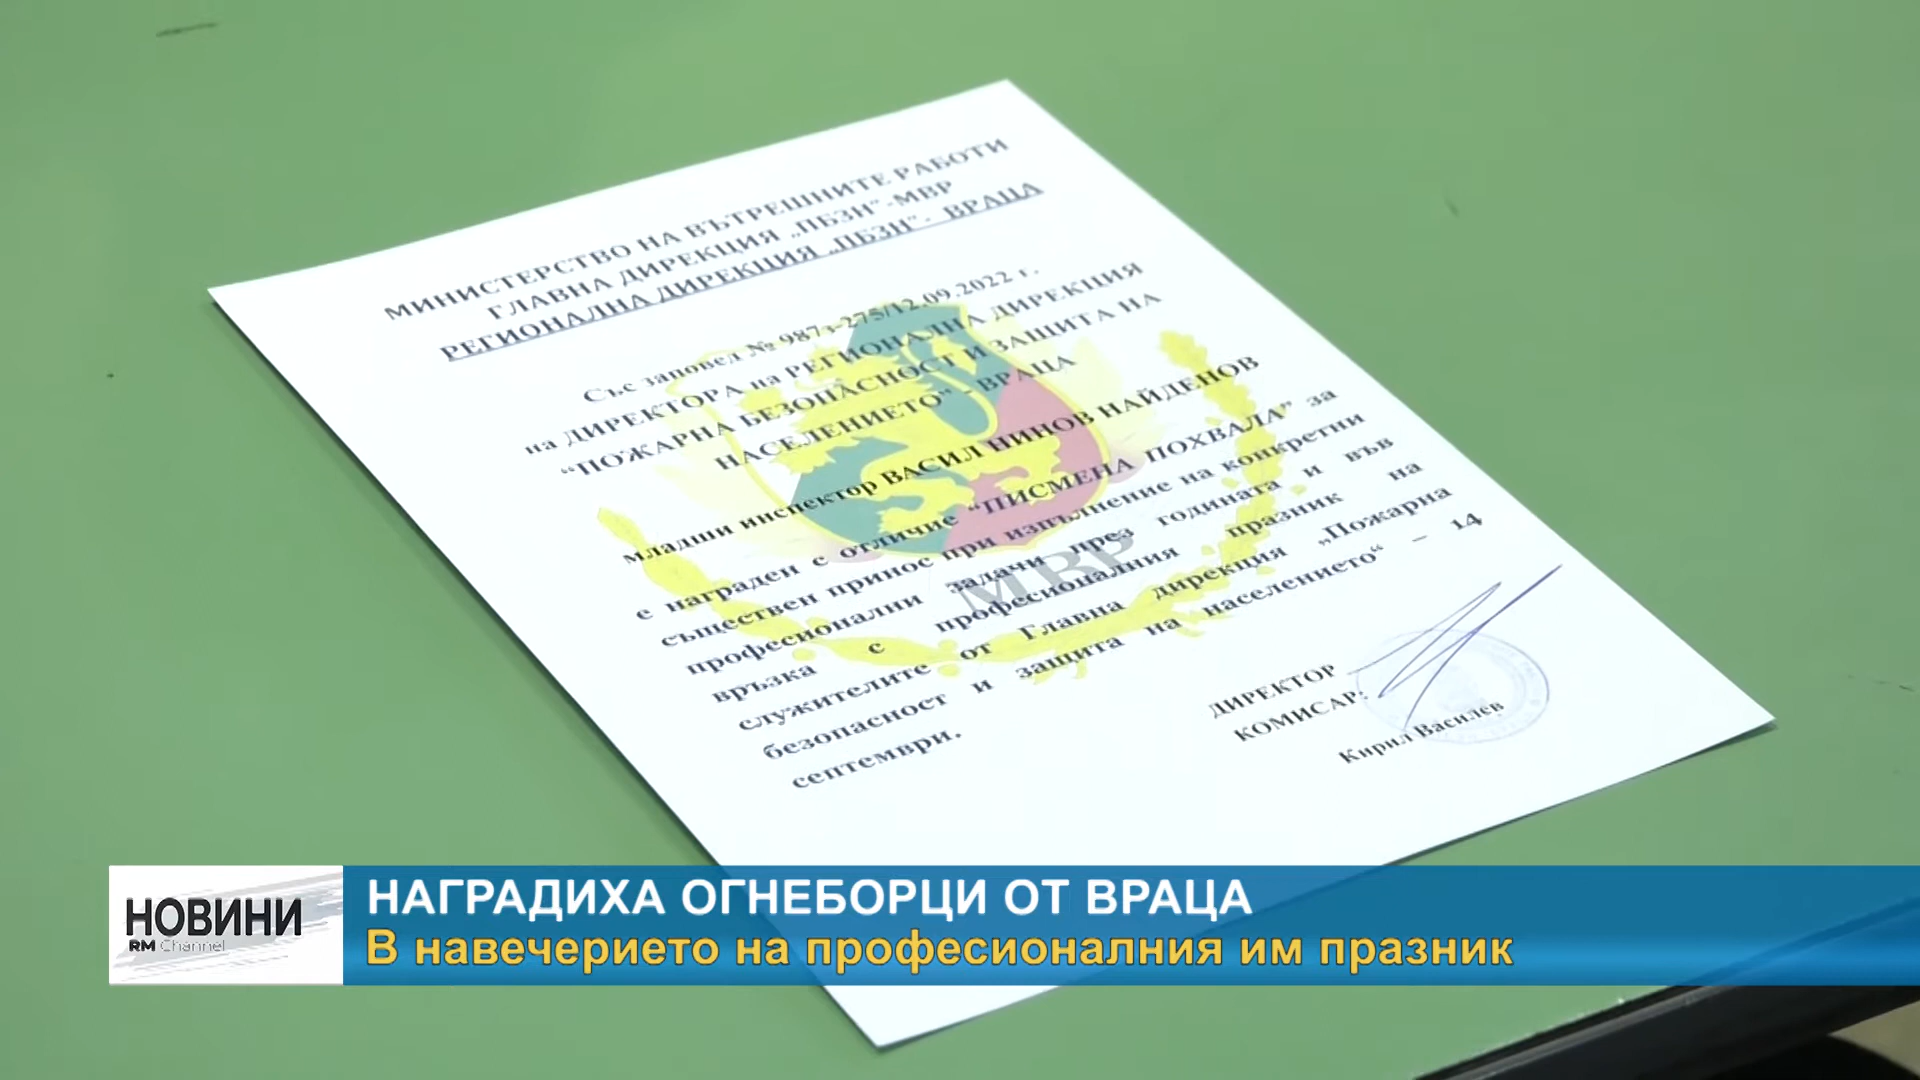 МИНИСТЕРСТВО НА ВЪТРЕШНИТЕ РАБОТИ
ГЛАВНА ДИРЕКЦИЯ „ПБЗН“-МВР
РЕГИОНАЛНА ДИРЕКЦИЯ „ПБЗН“- ВРАЦА
Със заповед № 987з-275/12.09.2022 г.
на ДИРЕКТОРА на РЕГИОНАЛНА ДИРЕКЦИЯ
“ПОЖАРНА БЕЗОПАСНОСТ И ЗАЩИТА НА
НАСЕЛЕНИЕТО” - ВРАЦА
младши инспектор ВАСИЛ НИНОВ НАЙДЕНОВ
е награден с отличие “ПИСМЕНА ПОХВАЛА” за
съществен принос при изпълнение на конкретни
професионални задачи през годината и във
връзка с професионалния празник на
служителите от Главна дирекция „Пожарна
безопасност и защита на населението“ – 14
септември.
МВР
ДИРЕКТОР
КОМИСАР:
Кирил Василев
НОВИНИ
RM Channel
НАГРАДИХА ОГНЕБОРЦИ ОТ ВРАЦА
В навечерието на професионалния им празник